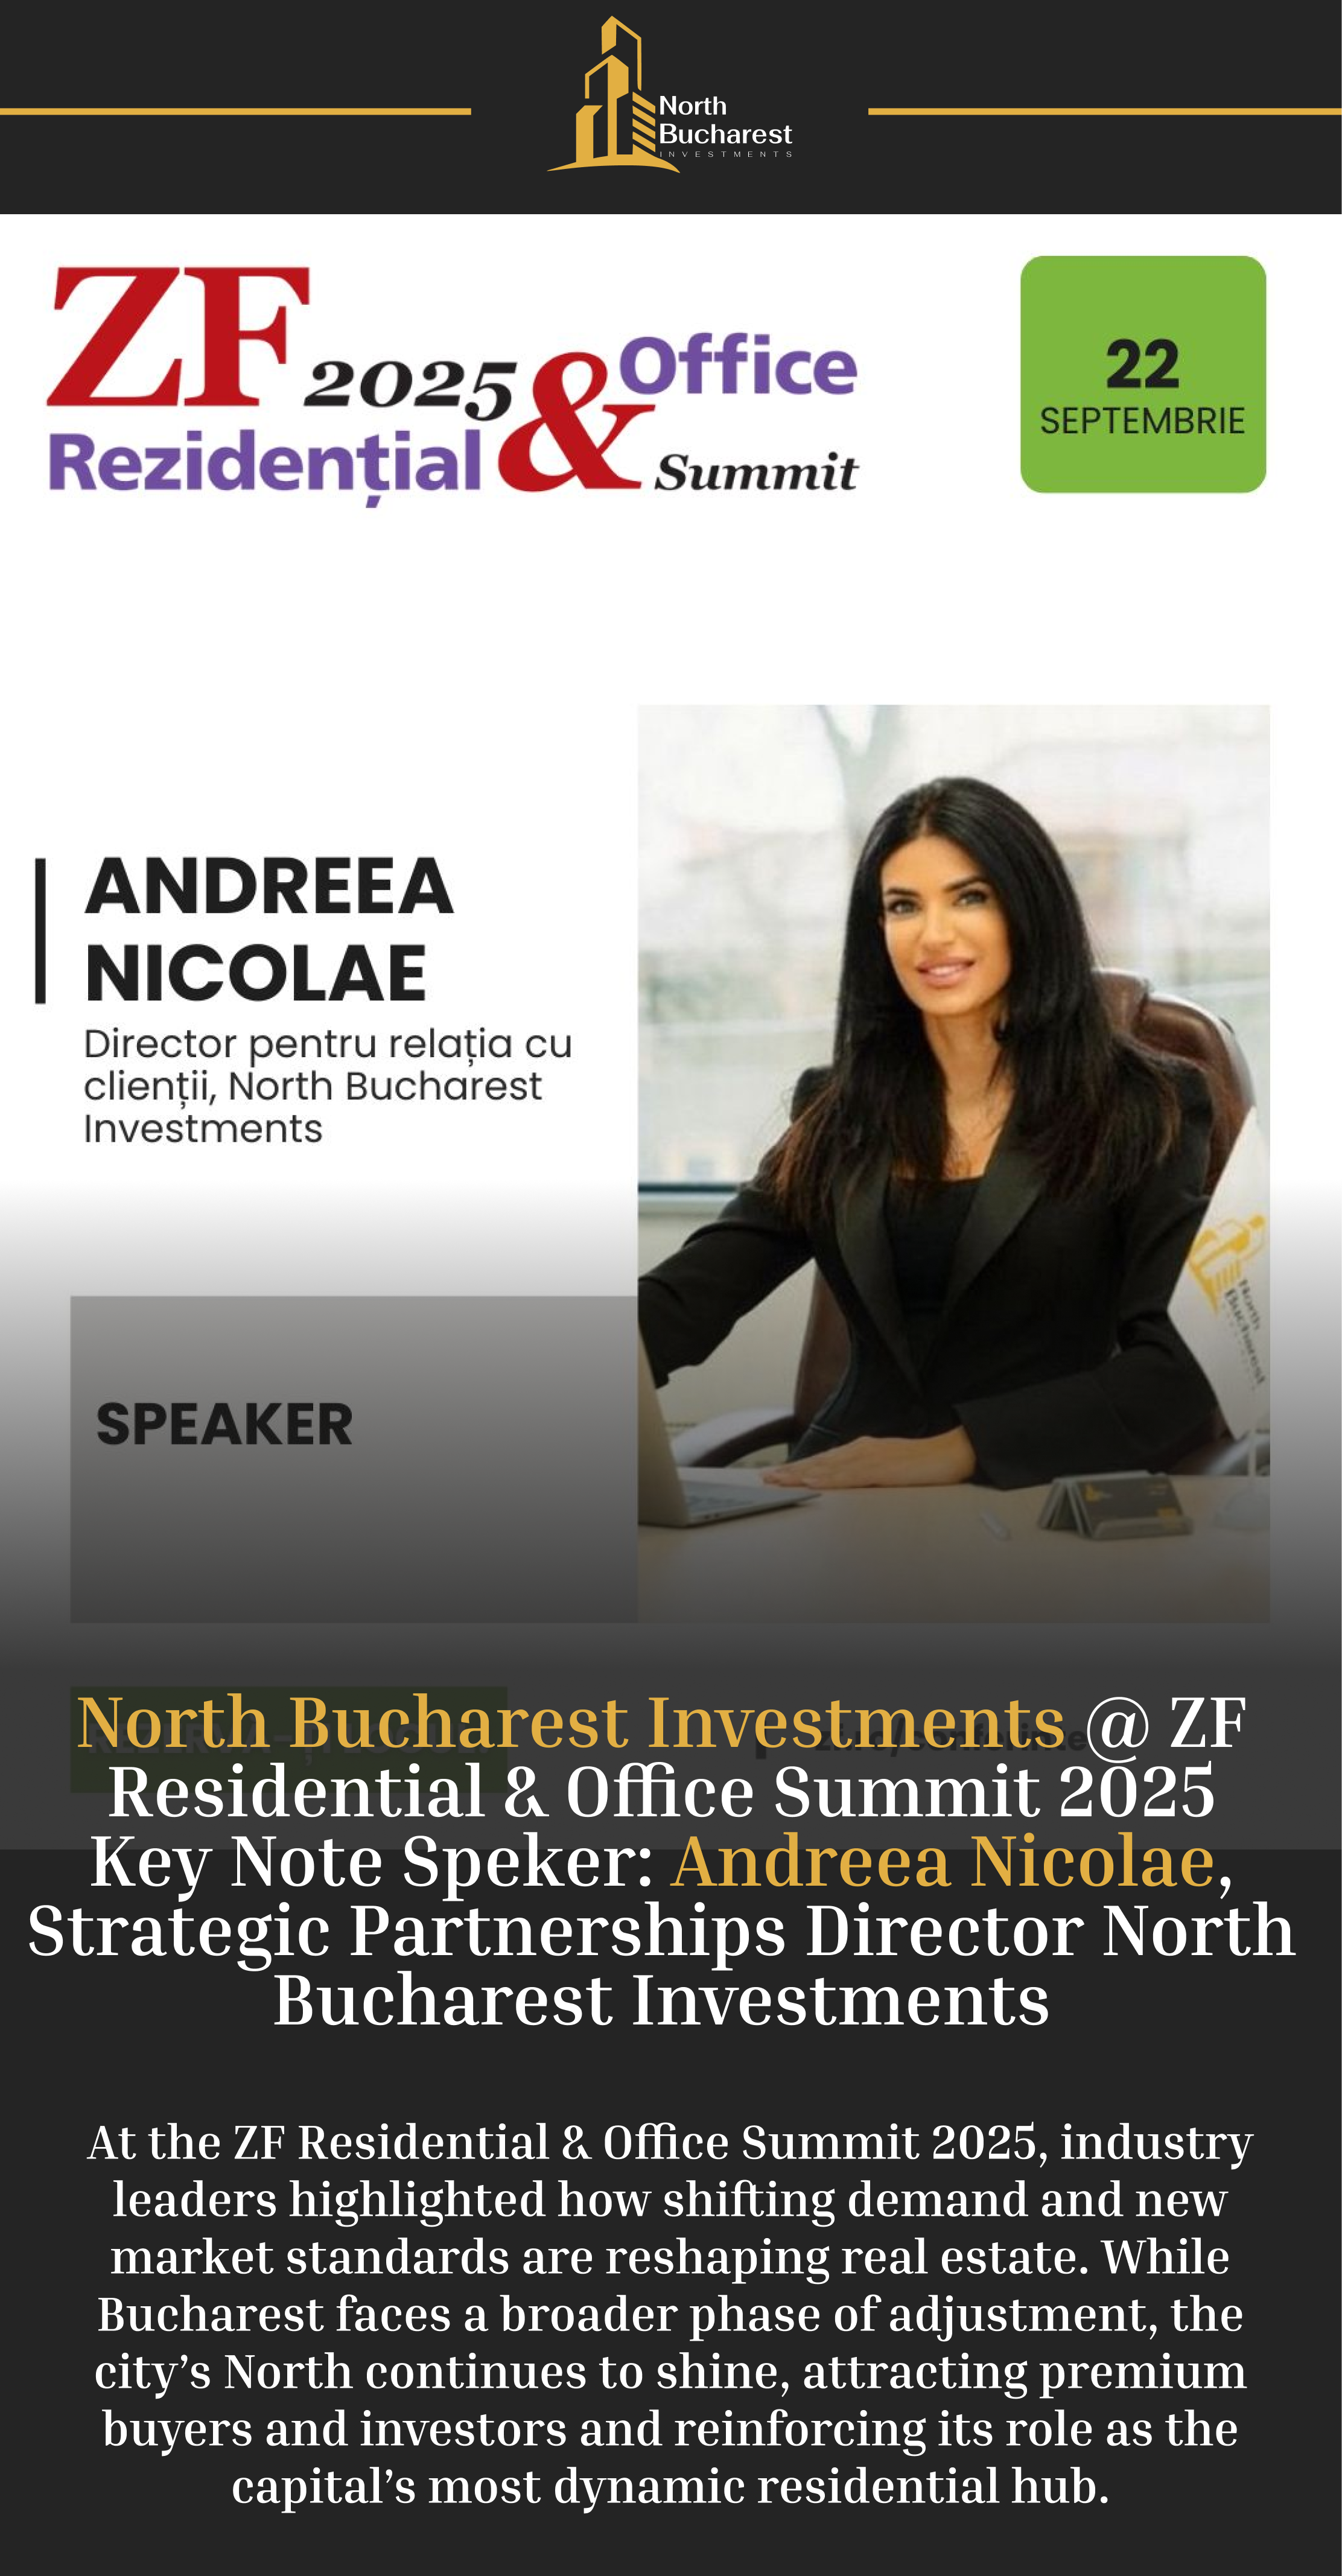 North
Bucharest
INVESTMENTS
ZF 2025 & Office
Rezidențial Summit
22
SEPTEMBRIE
ANDREEA
NICOLAE
Director pentru relația cu
clienții, North Bucharest
Investments
North
Bucharest
SPEAKER
North Bucharest Investments @ ZF
Residential & Office Summit 2025
Key Note Speker: Andreea Nicolae,
Strategic Partnerships Director North
Bucharest Investments
At the ZF Residential & Office Summit 2025, industry
leaders highlighted how shifting demand and new
market standards are reshaping real estate. While
Bucharest faces a broader phase of adjustment, the
city’s North continues to shine, attracting premium
buyers and investors and reinforcing its role as the
capital’s most dynamic residential hub.